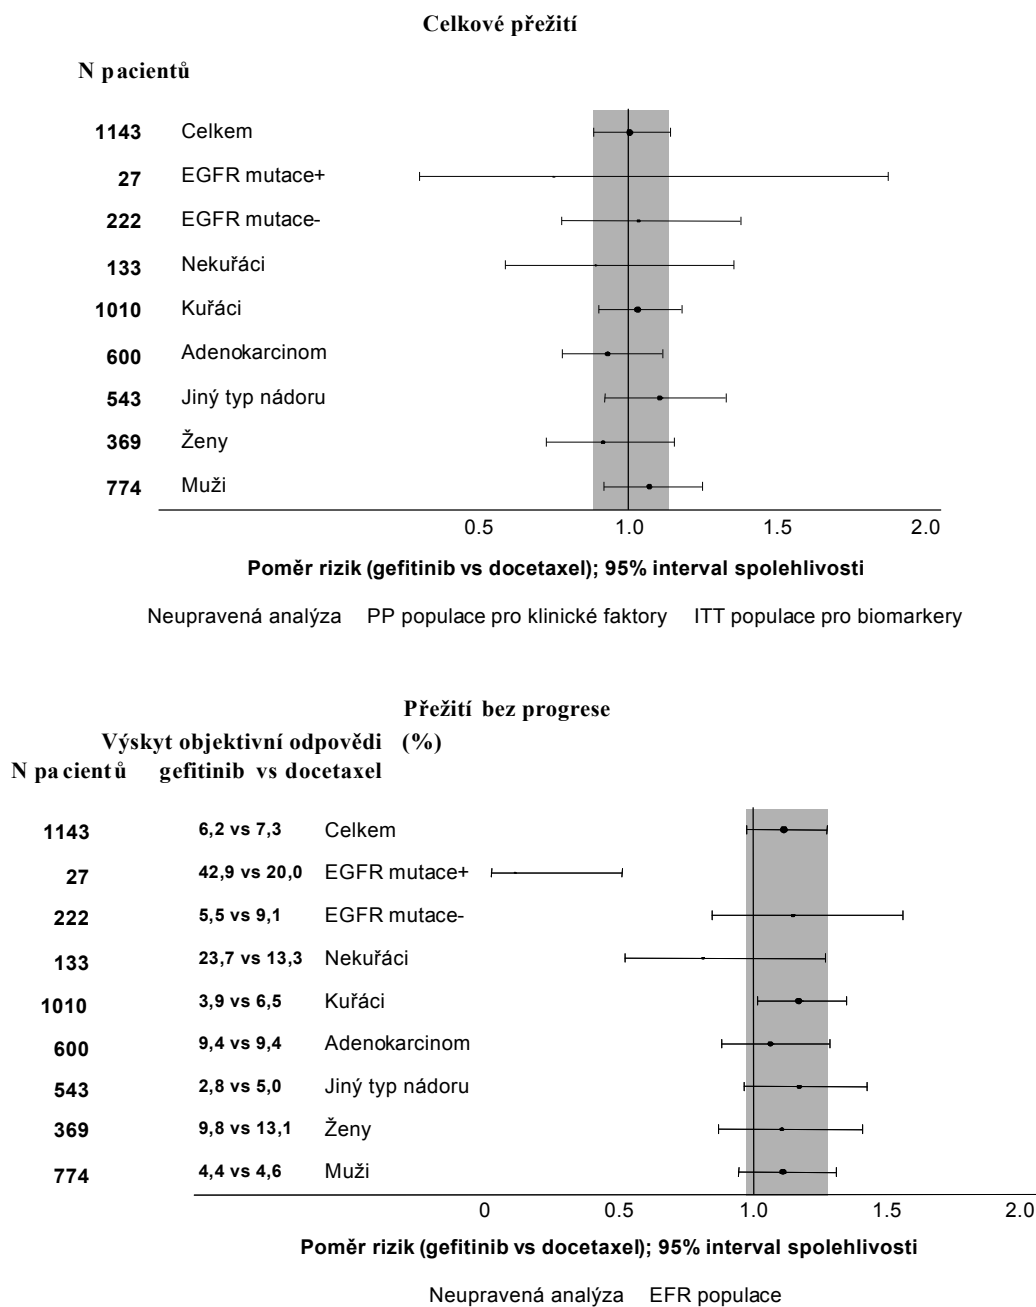 Celkové přežití
N pacientů
1143 Celkem
27 EGFR mutace+
222 EGFR mutace-
133 Nekuřáci
1010 Kuřáci
600 Adenokarcinom
543 Jiný typ nádoru
369 Ženy
774 Muži
0.5 1.0 1.5 2.0
Poměr rizik (gefitinib vs docetaxel); 95% interval spolehlivosti
Neupravená analýza PP populace pro klinické faktory ITT populace pro biomarkery
Přežití bez progrese
Výskyt objektivní odpovědi (%)
N pacientů gefitinib vs docetaxel
1143 6,2 vs 7,3 Celkem
27 42,9 vs 20,0 EGFR mutace+
222 5,5 vs 9,1 EGFR mutace-
133 23,7 vs 13,3 Nekuřáci
1010 3,9 vs 6,5 Kuřáci
600 9,4 vs 9,4 Adenokarcinom
543 2,8 vs 5,0 Jiný typ nádoru
369 9,8 vs 13,1 Ženy
774 4,4 vs 4,6 Muži
0 0.5 1.0 1.5 2.0
Poměr rizik (gefitinib vs docetaxel); 95% interval spolehlivosti
Neupravená analýza EFR populace